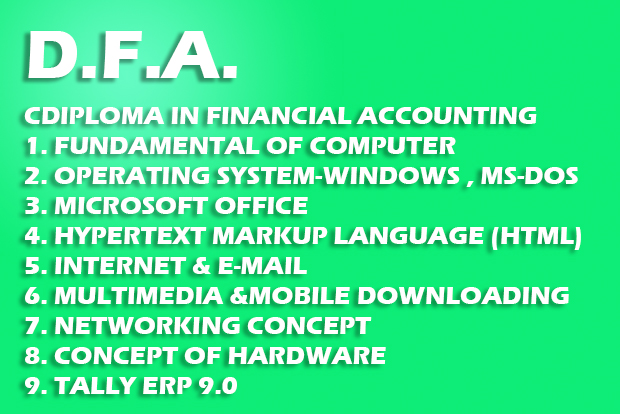 D.F.A.
CDIPLOMA IN FINANCIAL ACCOUNTING
1. FUNDAMENTAL OF COMPUTER
2. OPERATING SYSTEM-WINDOWS , MS-DOS
3. MICROSOFT OFFICE
4. HYPERTEXT MARKUP LANGUAGE (HTML)
5. INTERNET & E-MAIL
6. MULTIMEDIA &MOBILE DOWNLOADING
7. NETWORKING CONCEPT
8. CONCEPT OF HARDWARE
9. TALLY ERP 9.0